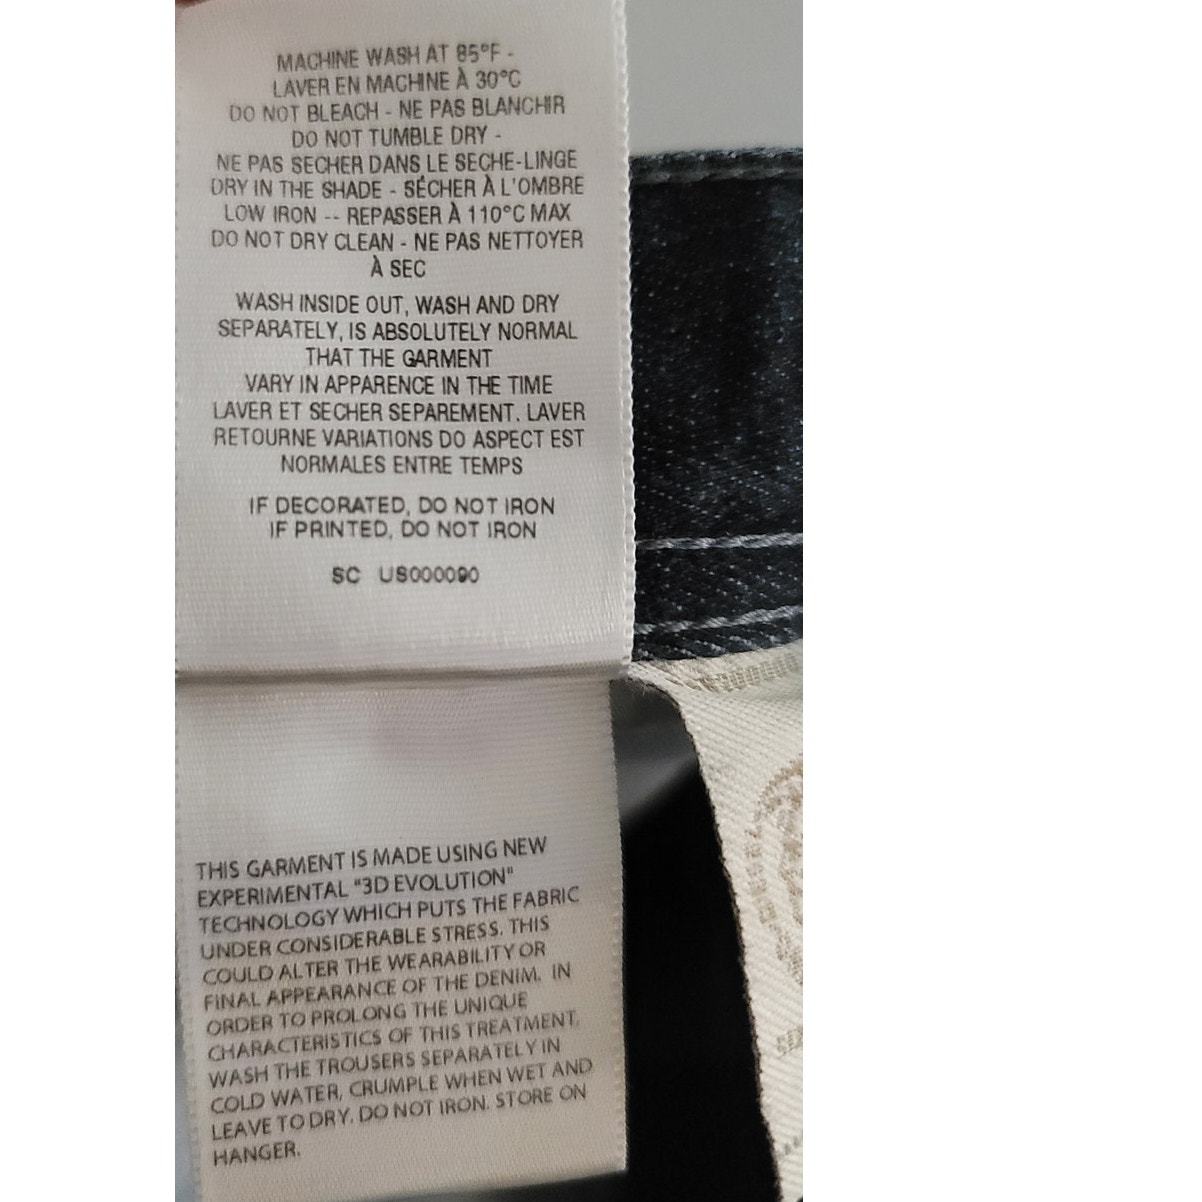 MACHINE WASH AT 85°F -
LAVER EN MACHINE À 30°C
DO NOT BLEACH - NE PAS BLANCHIR
DO NOT TUMBLE DRY -
NE PAS SECHER DANS LE SECHE-LINGE
DRY IN THE SHADE - SÉCHER À L'OMBRE
LOW IRON -- REPASSER À 110°C MAX
DO NOT DRY CLEAN - NE PAS NETTOYER
À SEC
WASH INSIDE OUT, WASH AND DRY
SEPARATELY, IS ABSOLUTELY NORMAL
THAT THE GARMENT
VARY IN APPARENCE IN THE TIME
LAVER ET SECHER SEPAREMENT. LAVER
RETOURNE VARIATIONS DO ASPECT EST
NORMALES ENTRE TEMPS
IF DECORATED, DO NOT IRON
IF PRINTED, DO NOT IRON
SC US000090
THIS GARMENT IS MADE USING NEW
EXPERIMENTAL "3D EVOLUTION"
TECHNOLOGY WHICH PUTS THE FABRIC
UNDER CONSIDERABLE STRESS. THIS
COULD ALTER THE WEARABILITY OR
FINAL APPEARANCE OF THE DENIM. IN
ORDER TO PROLONG THE UNIQUE
CHARACTERISTICS OF THIS TREATMENT,
WASH THE TROUSERS SEPARATELY IN
COLD WATER, CRUMPLE WHEN WET AND
LEAVE TO DRY. DO NOT IRON. STORE ON
HANGER.